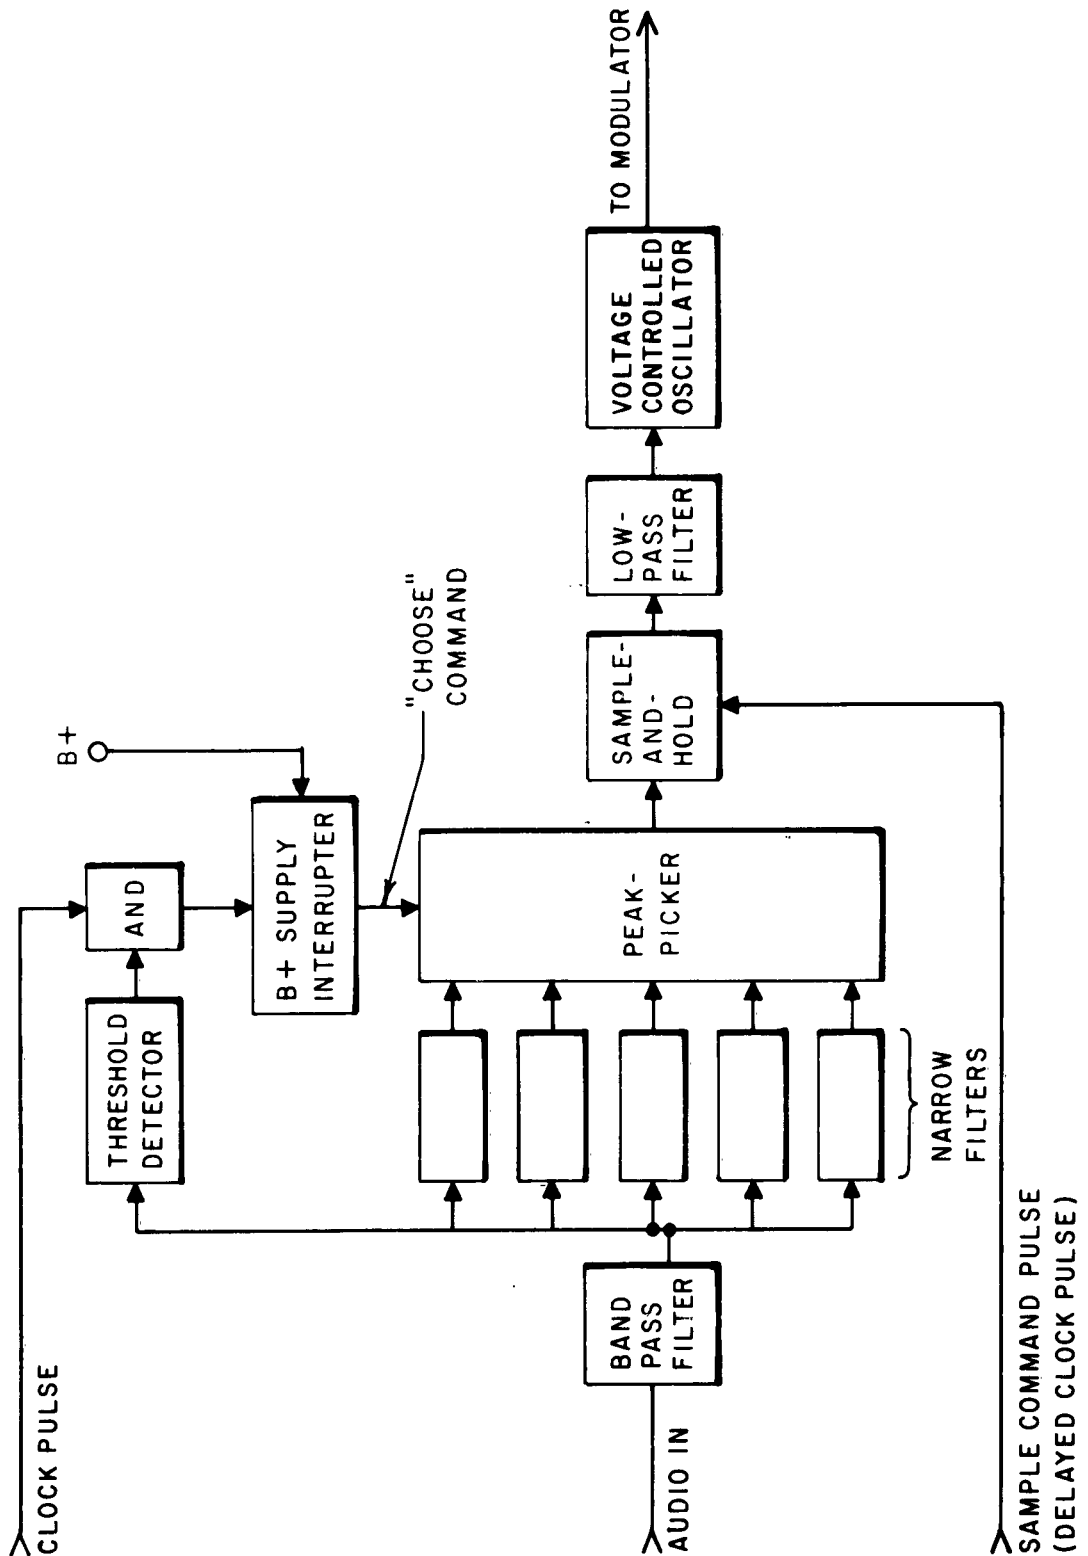 CLOCK PULSE
B+
THRESHOLD
DETECTOR
AND
B+ SUPPLY
INTERRUPTER
"CHOOSE"
COMMAND
AUDIO IN
BAND
PASS
FILTER
NARROW
FILTERS
PEAK-
PICKER
SAMPLE-
AND-
HOLD
LOW-
PASS
FILTER
VOLTAGE
CONTROLLED
OSCILLATOR
TO MODULATOR
SAMPLE COMMAND PULSE
(DELAYED CLOCK PULSE)